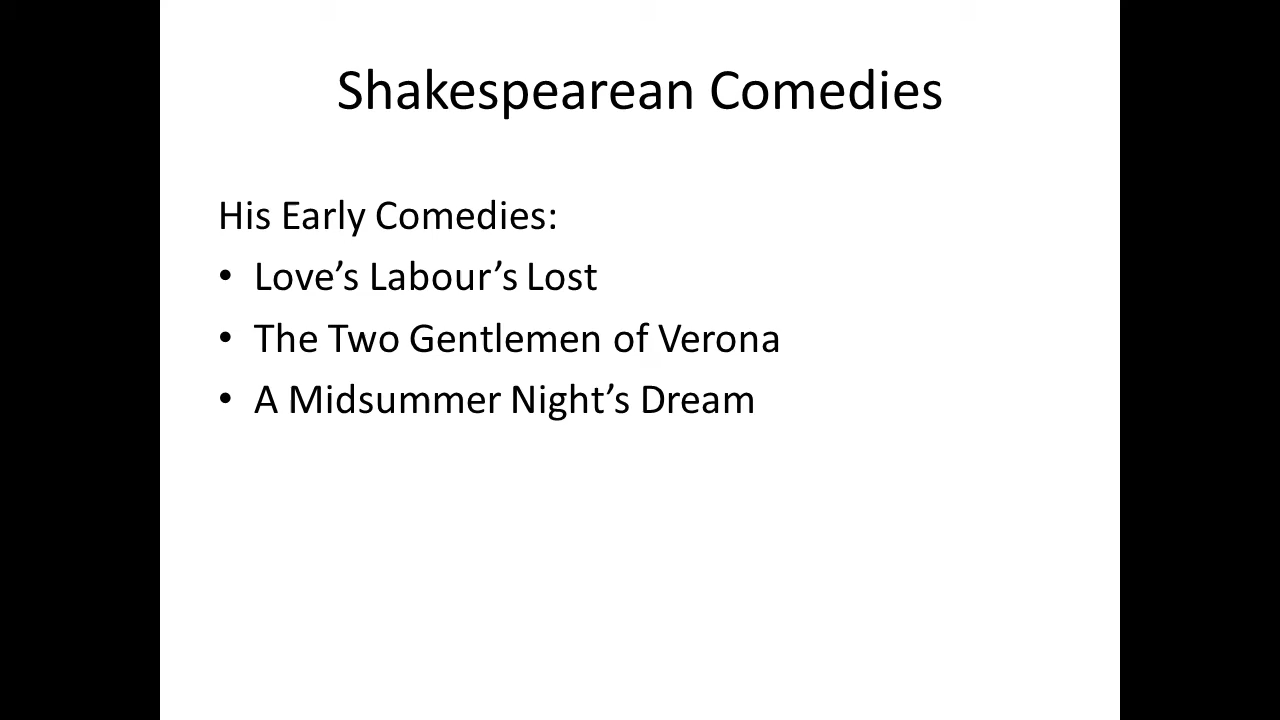 Shakespearean Comedies
His Early Comedies:
• Love’s Labour’s Lost
• The Two Gentlemen of Verona
• A Midsummer Night’s Dream